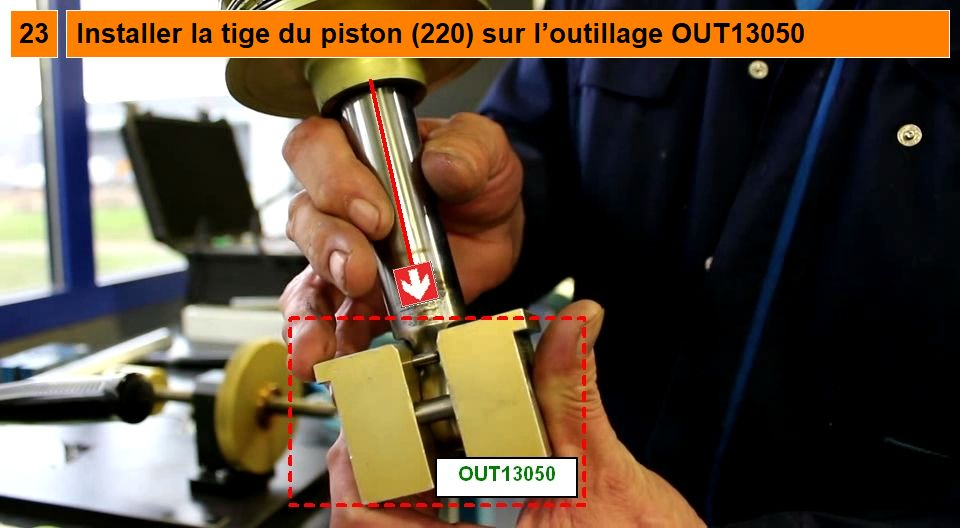 23 Installer la tige du piston (220) sur l’outillage OUT13050
OUT13050